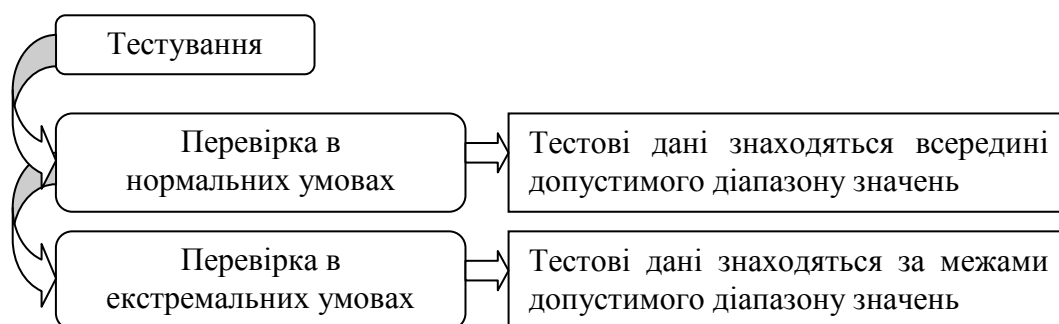 Тестування
Перевірка в
нормальних умовах
Тестові дані знаходяться всередині
допустимого діапазону значень
Перевірка в
екстремальних умовах
Тестові дані знаходяться за межами
допустимого діапазону значень